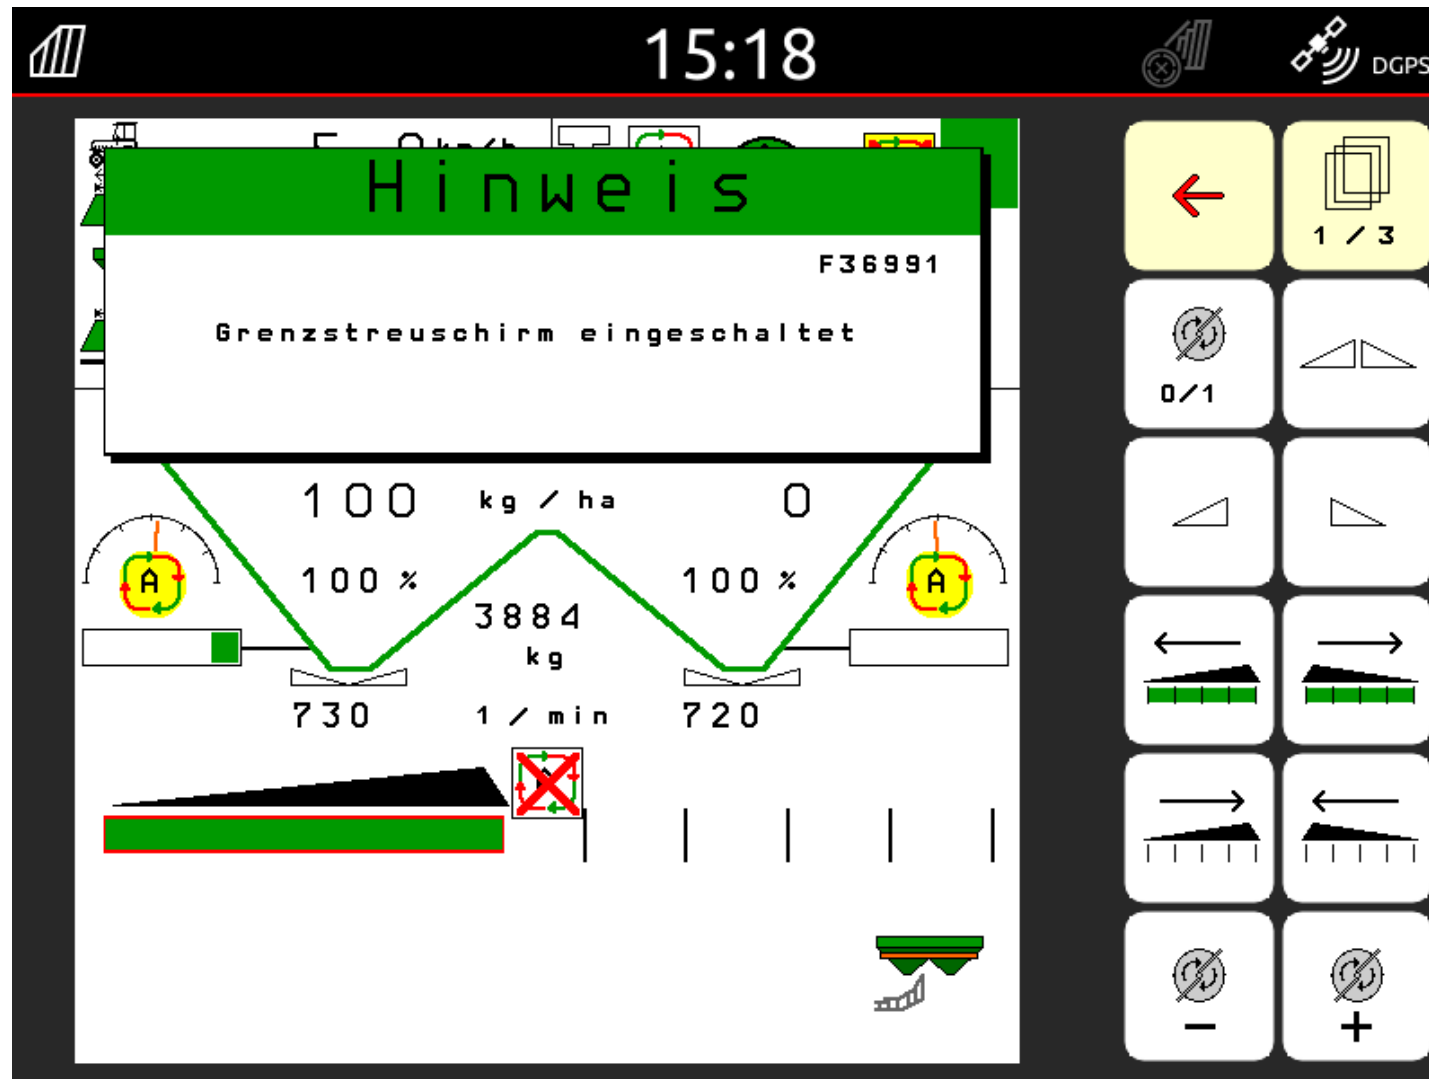 15:18
DGPS
Hinweis
F36991
Grenzstreuschirm eingeschaltet
1 / 3
0/1
100 kg / ha 0
A 100 % 100 % A
3884
kg
730 1 / min 720
−
+